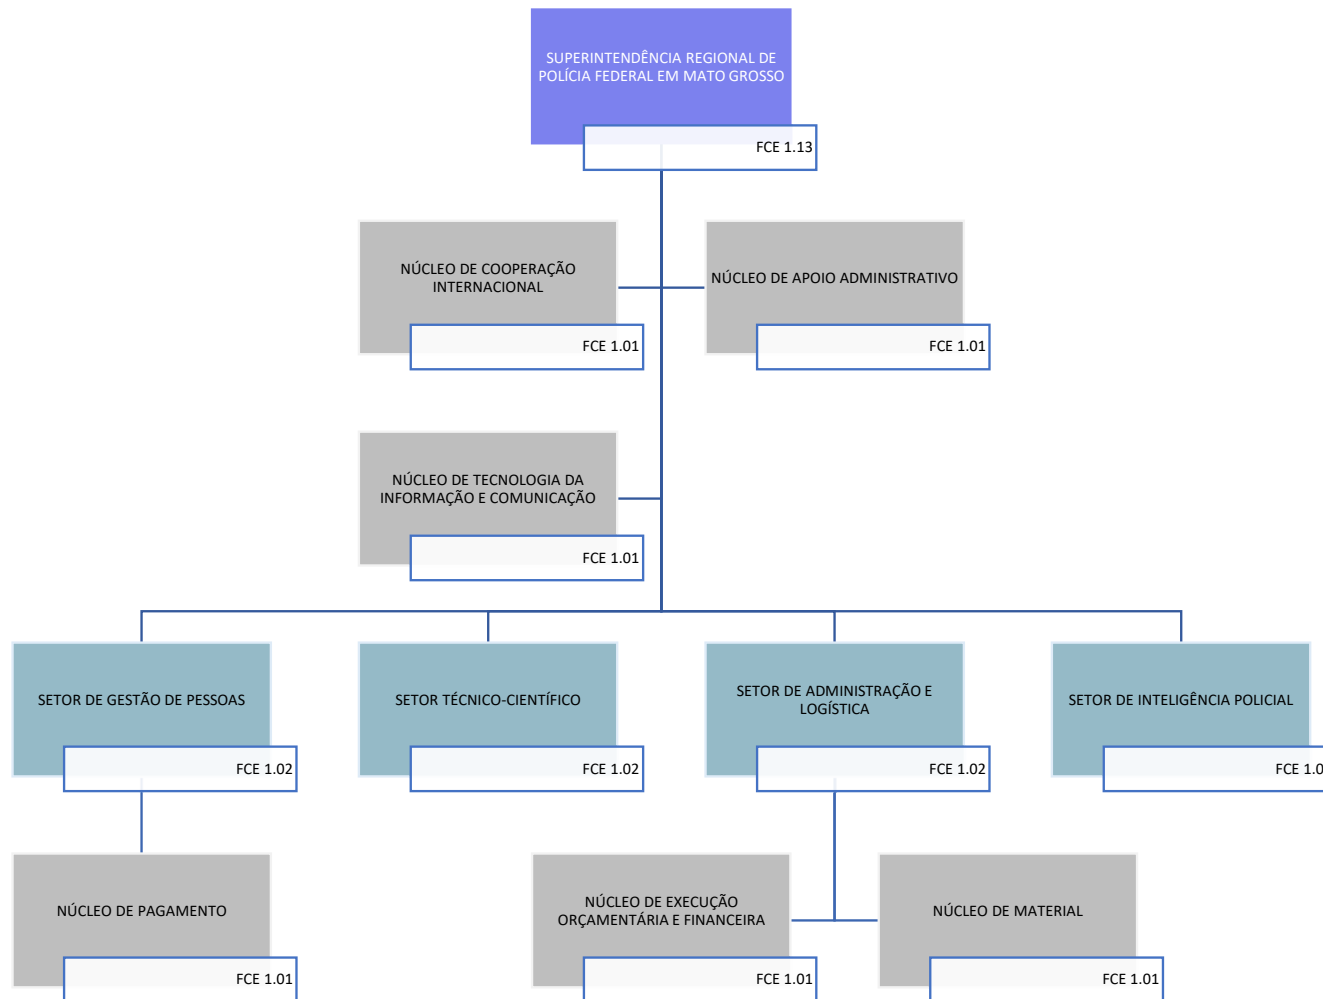 SUPERINTENDÊNCIA REGIONAL DE
POLÍCIA FEDERAL EM MATO GROSSO
FCE 1.13
NÚCLEO DE COOPERAÇÃO
INTERNACIONAL
FCE 1.01
NÚCLEO DE APOIO ADMINISTRATIVO
FCE 1.01
NÚCLEO DE TECNOLOGIA DA
INFORMAÇÃO E COMUNICAÇÃO
FCE 1.01
SETOR DE GESTÃO DE PESSOAS
FCE 1.02
SETOR TÉCNICO-CIENTÍFICO
FCE 1.02
SETOR DE ADMINISTRAÇÃO E
LOGÍSTICA
FCE 1.02
SETOR DE INTELIGÊNCIA POLICIAL
FCE
NÚCLEO DE PAGAMENTO
FCE 1.01
NÚCLEO DE EXECUÇÃO
ORÇAMENTÁRIA E FINANCEIRA
FCE 1.01
NÚCLEO DE MATERIAL
FCE 1.01